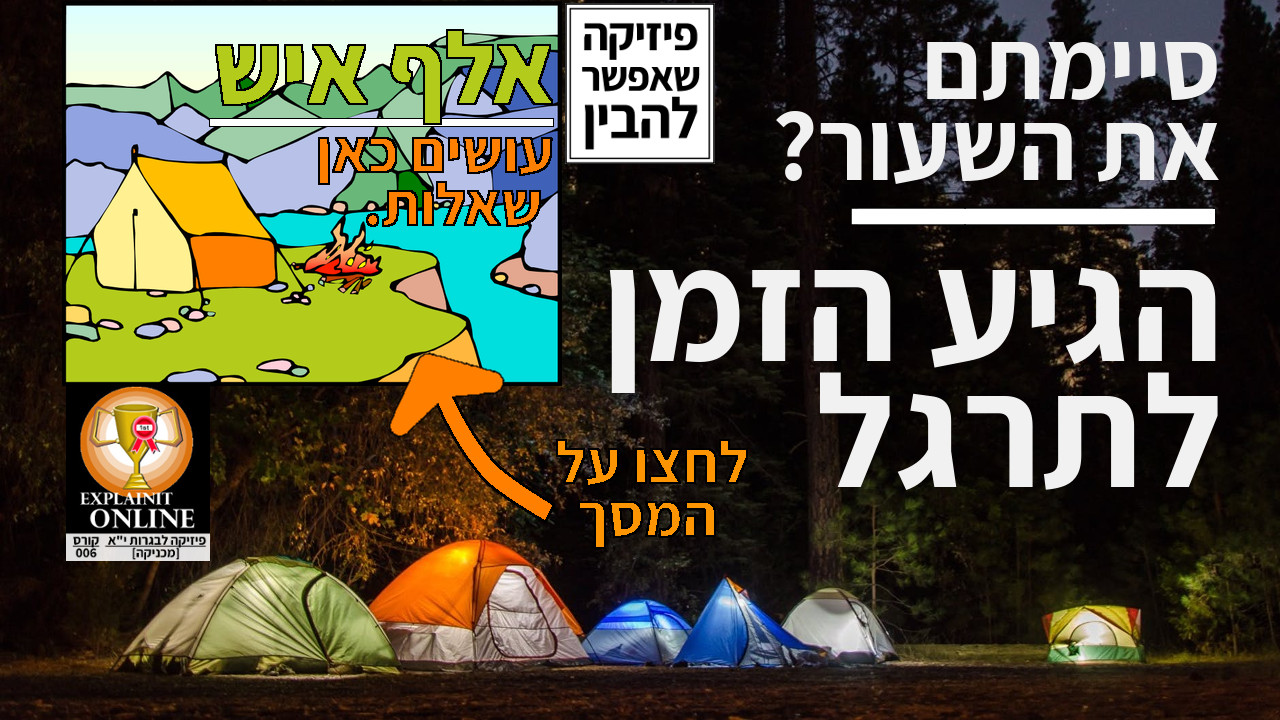 סיימתם
את השעור?
הגיע הזמן
לתרגל
פיזיקה
שאפשר
להבין
אלף איש
עושים כאן
שאלות.
לחצו על
המסך
1st
EXPLAINIT
ONLINE
פיזיקה לבגרות י"א קורס
[מכניקה] 006